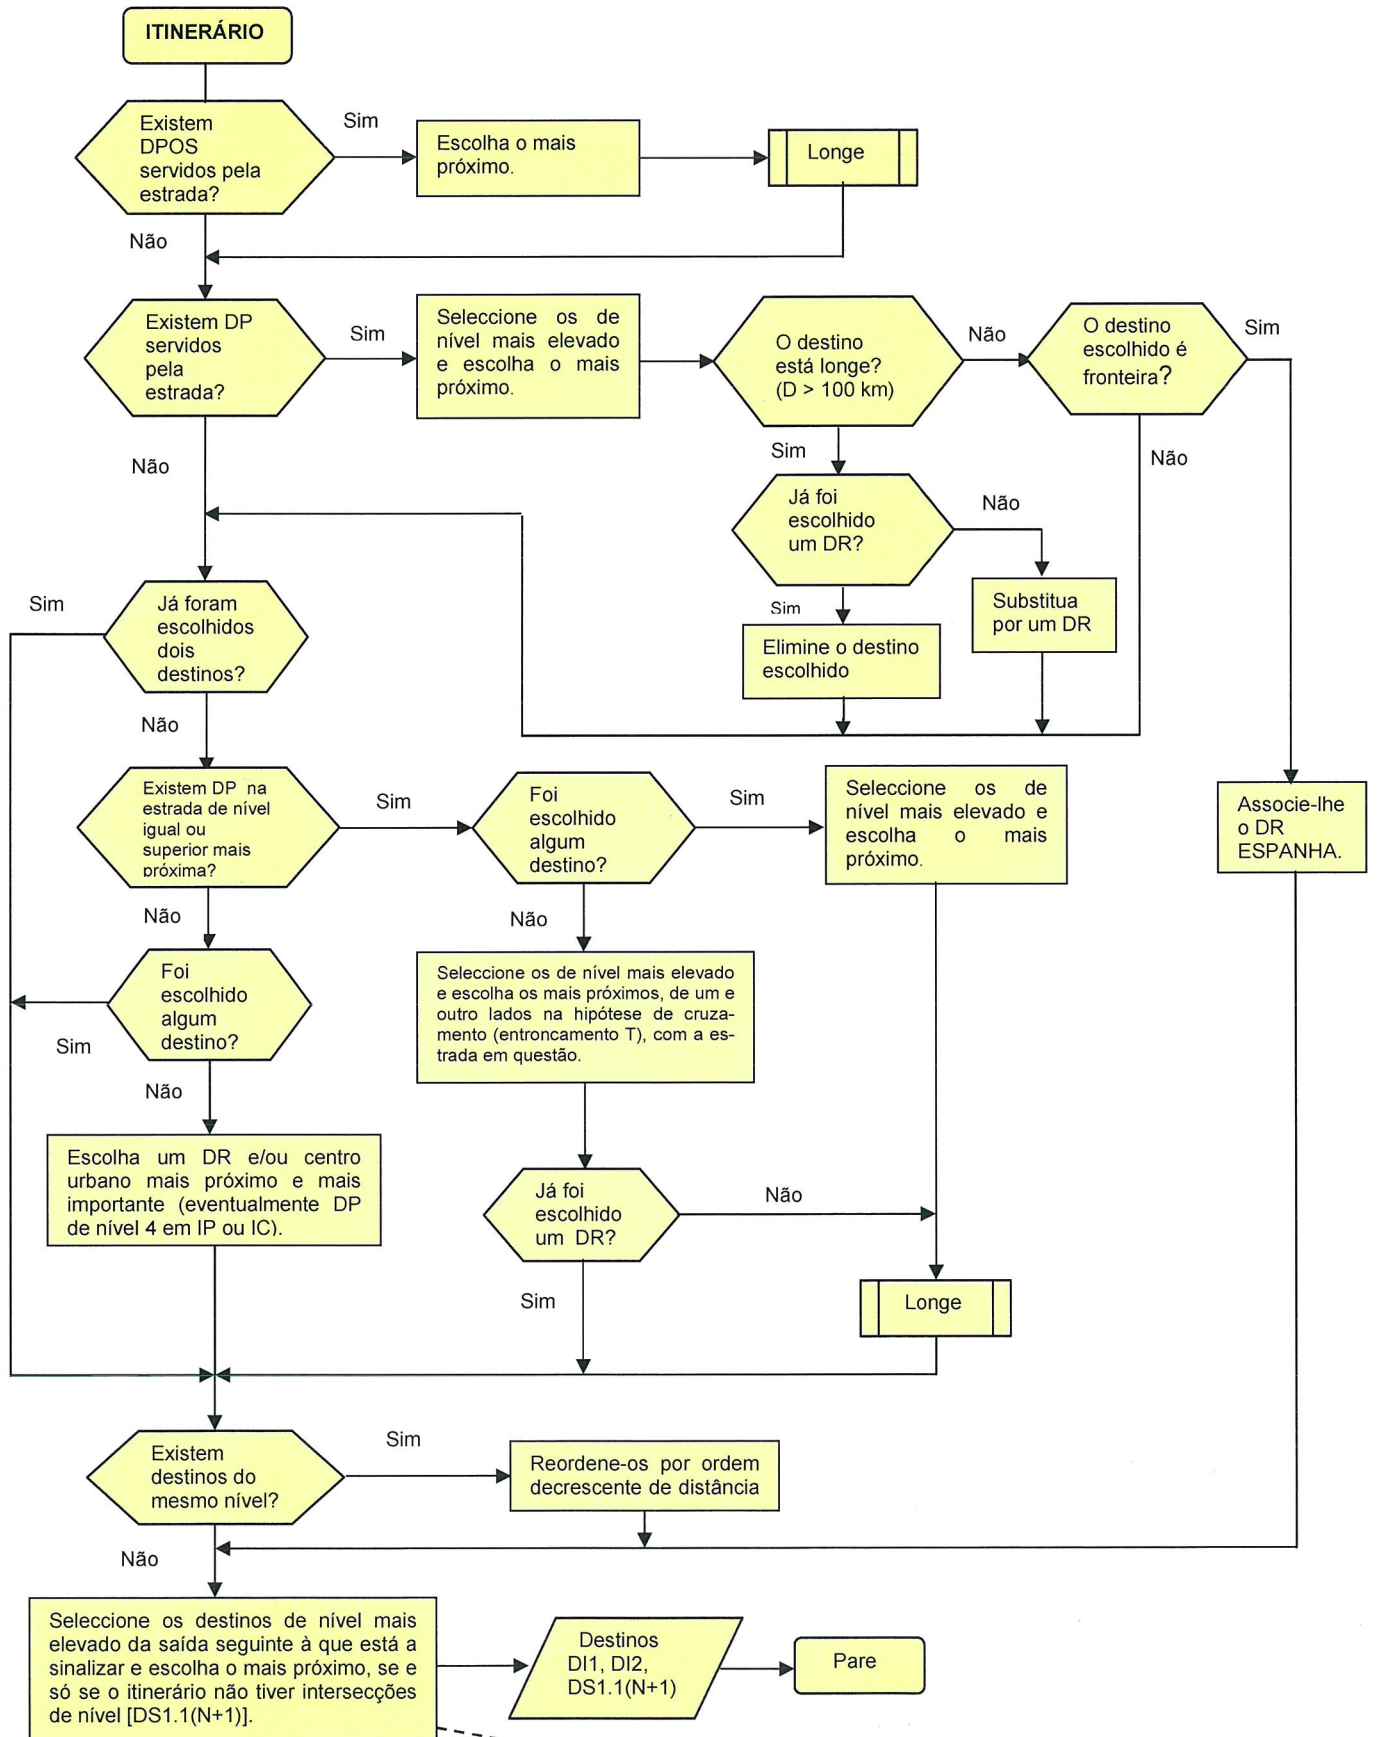 ITINERÁRIO
Existem
DPOS
servidos pela
estrada?
Sim
Escolha o mais
próximo.
Longe
Não
Existem DP
servidos
pela
estrada?
Sim
Seleccione os de
nível mais elevado
e escolha o mais
próximo.
O destino
está longe?
(D > 100 km)
Não
O destino
escolhido é
fronteira?
Sim
Não
Sim
Não
Já foi
escolhido
um DR?
Não
Substitua
por um DR
Sim
Elimine o destino
escolhido
Sim
Já foram
escolhidos
dois
destinos?
Não
Existem DP na
estrada de nível
igual ou
superior mais
próxima?
Sim
Foi
escolhido
algum
destino?
Sim
Seleccione os de
nível mais elevado e
escolha o mais
próximo.
Associe-lhe
o DR
ESPANHA.
Não
Não
Foi
escolhido
algum
destino?
Sim
Seleccione os de nível mais elevado
e escolha os mais próximos, de um e
outro lados na hipótese de cruza-
mento (entroncamento T), com a es-
trada em questão.
Não
Escolha um DR e/ou centro
urbano mais próximo e mais
importante (eventualmente DP
de nível 4 em IP ou IC).
Já foi
escolhido
um DR?
Não
Sim
Longe
Existem
destinos do
mesmo nível?
Sim
Reordene-os por ordem
decrescente de distância
Não
Seleccione os destinos de nível mais
elevado da saída seguinte à que está a
sinalizar e escolha o mais próximo, se e
só se o itinerário não tiver intersecções
de nível [DS1.1(N+1)].
Destinos
DI1, DI2,
DS1.1(N+1)
Pare